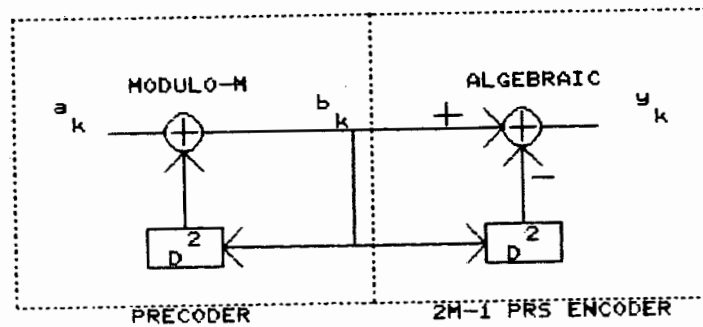 MODULO-M
ALGEBRAIC
a k
b k
+
y k
+
+
−
D 2
D 2
PRECODER
2M-1 PRS ENCODER